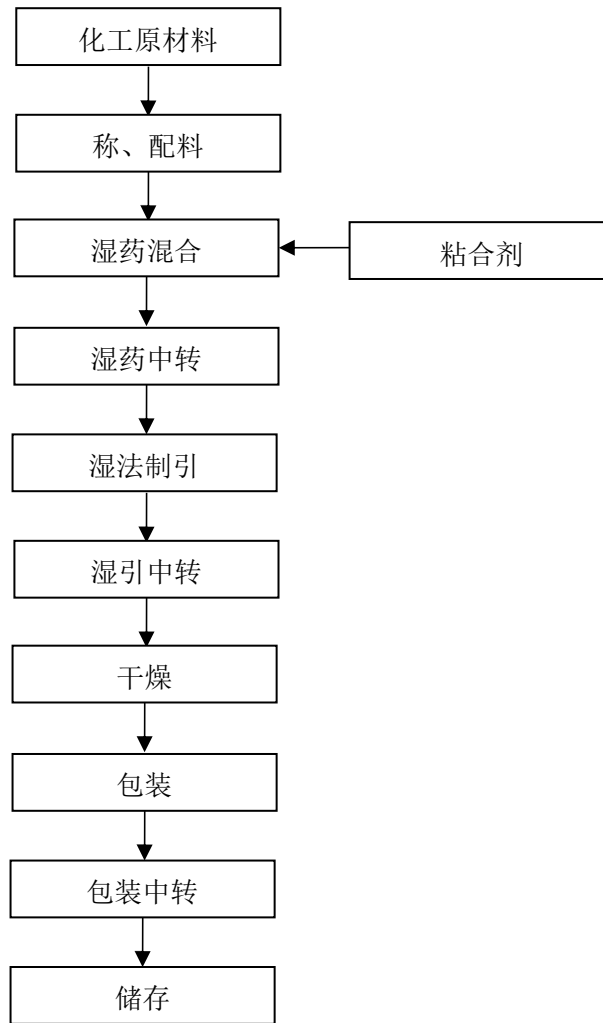 化工原材料
称、配料
湿药混合
粘合剂
湿药中转
湿法制引
湿引中转
干燥
包装
包装中转
储存